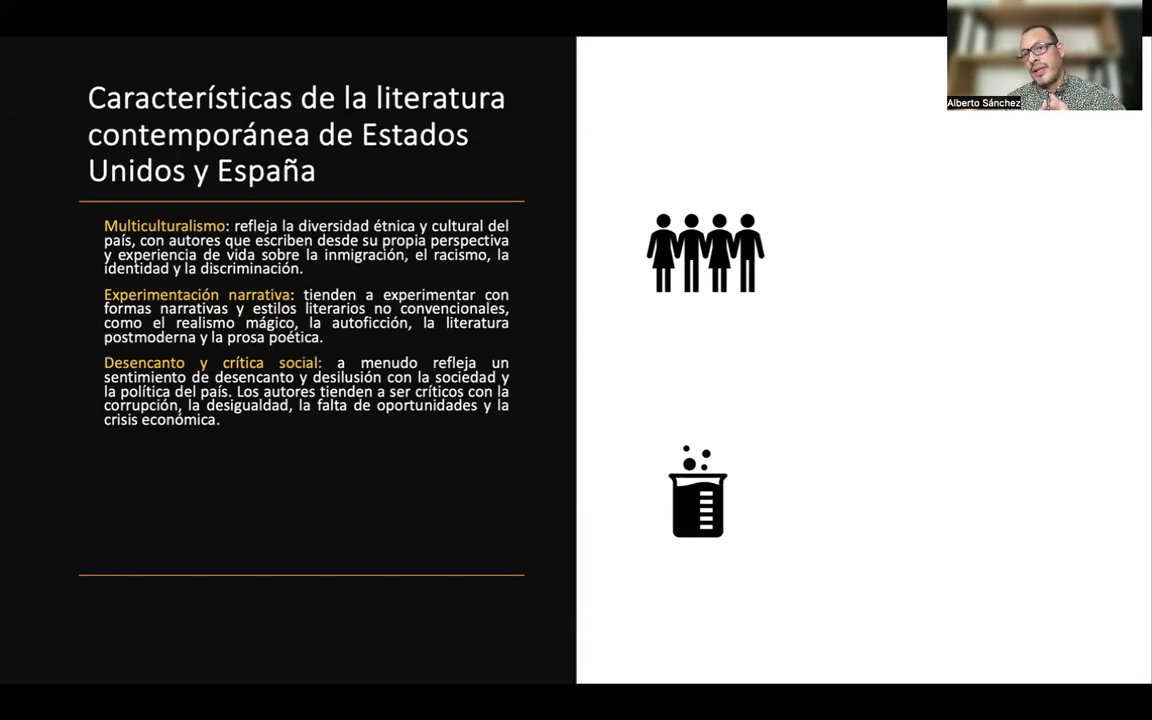 Características de la literatura
contemporánea de Estados
Unidos y España
Multiculturalismo: refleja la diversidad étnica y cultural del
país, con autores que escriben desde su propia perspectiva
y experiencia de vida sobre la inmigración, el racismo, la
identidad y la discriminación.
Experimentación narrativa: tienden a experimentar con
formas narrativas y estilos literarios no convencionales,
como el realismo mágico, la autoficción, la literatura
postmoderna y la prosa poética.
Desencanto y crítica social: a menudo refleja un
sentimiento de desencanto y desilusión con la sociedad y
la política del país. Los autores tienden a ser críticos con la
corrupción, la desigualdad, la falta de oportunidades y la
crisis económica.
Alberto Sánchez